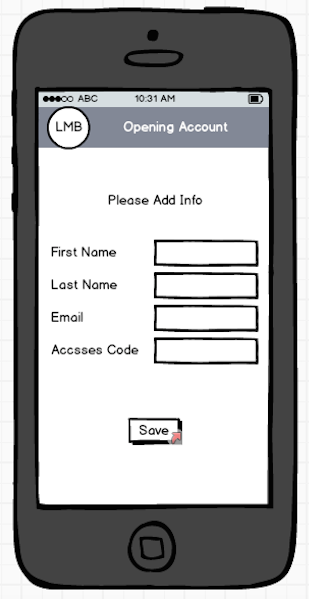 ABC 10:31 AM
LMB Opening Account
Please Add Info
First Name
Last Name
Email
Accsses Code
Save